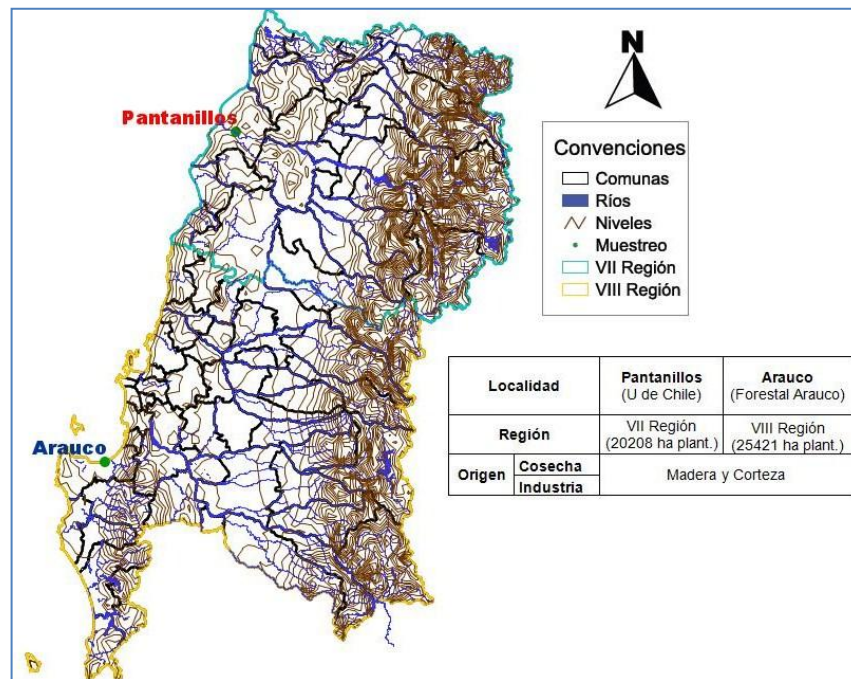 Pantanillos
Arauco
N
Convenciones
Comunas
Ríos
Niveles
Muestreo
VII Región
VIII Región
Localidad
Pantanillos
(U de Chile)
Arauco
(Forestal Arauco)
Región
VII Región
(20208 ha plant.)
VIII Región
(25421 ha plant.)
Origen
Cosecha
Industria
Madera y Corteza